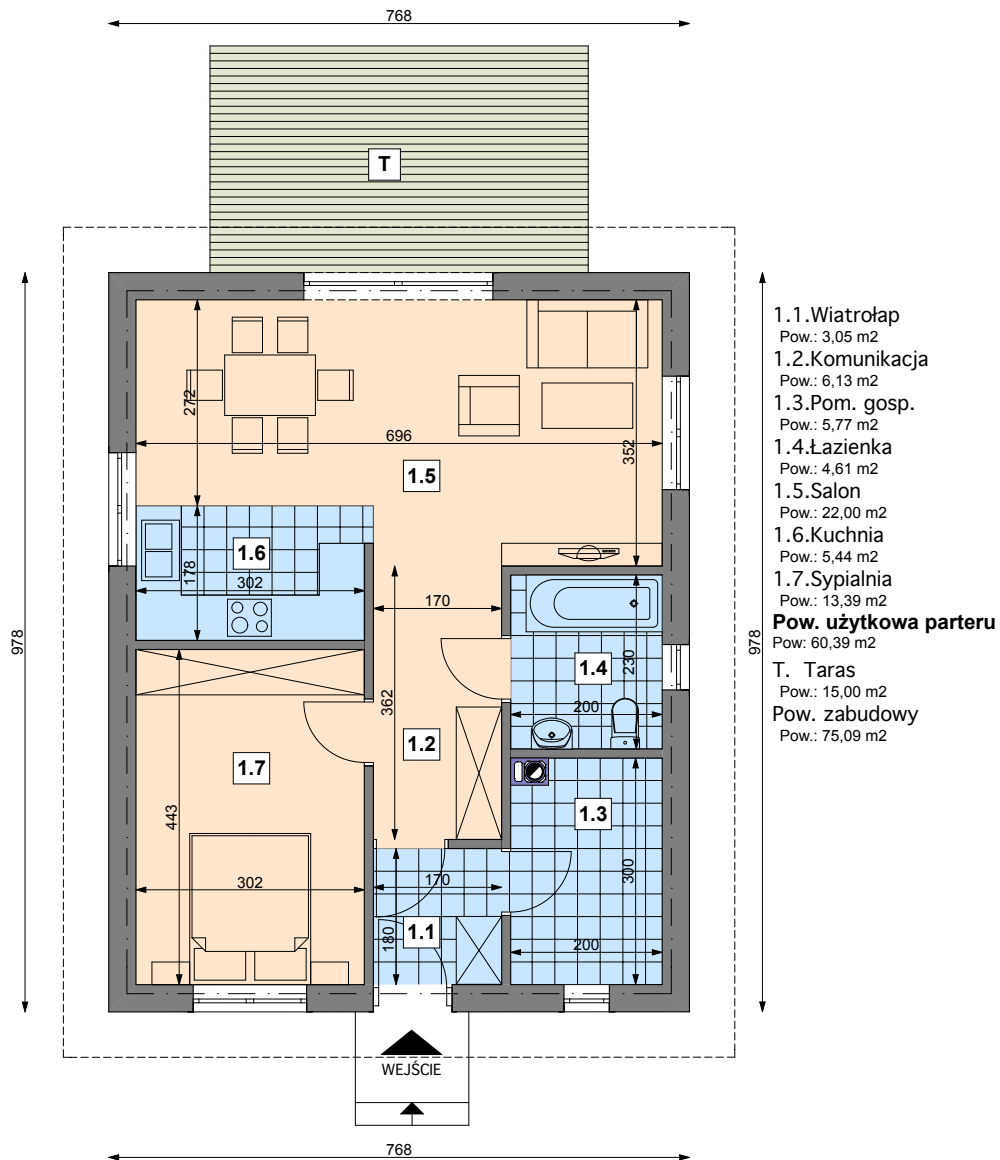 768
T
978
272
696
352
1.5
1.6
178
302
170
1.4
230
200
362
1.2
1.7
443
302
1.3
300
170
1.1
180
200
WEJŚCIE
768
978
1.1.Wiatrołap
Pow.: 3,05 m2
1.2.Komunikacja
Pow.: 6,13 m2
1.3.Pom. gosp.
Pow.: 5,77 m2
1.4.Łazienka
Pow.: 4,61 m2
1.5.Salon
Pow.: 22,00 m2
1.6.Kuchnia
Pow.: 5,44 m2
1.7.Sypialnia
Pow.: 13,39 m2
Pow. użytkowa parteru
Pow: 60,39 m2
T. Taras
Pow.: 15,00 m2
Pow. zabudowy
Pow.: 75,09 m2